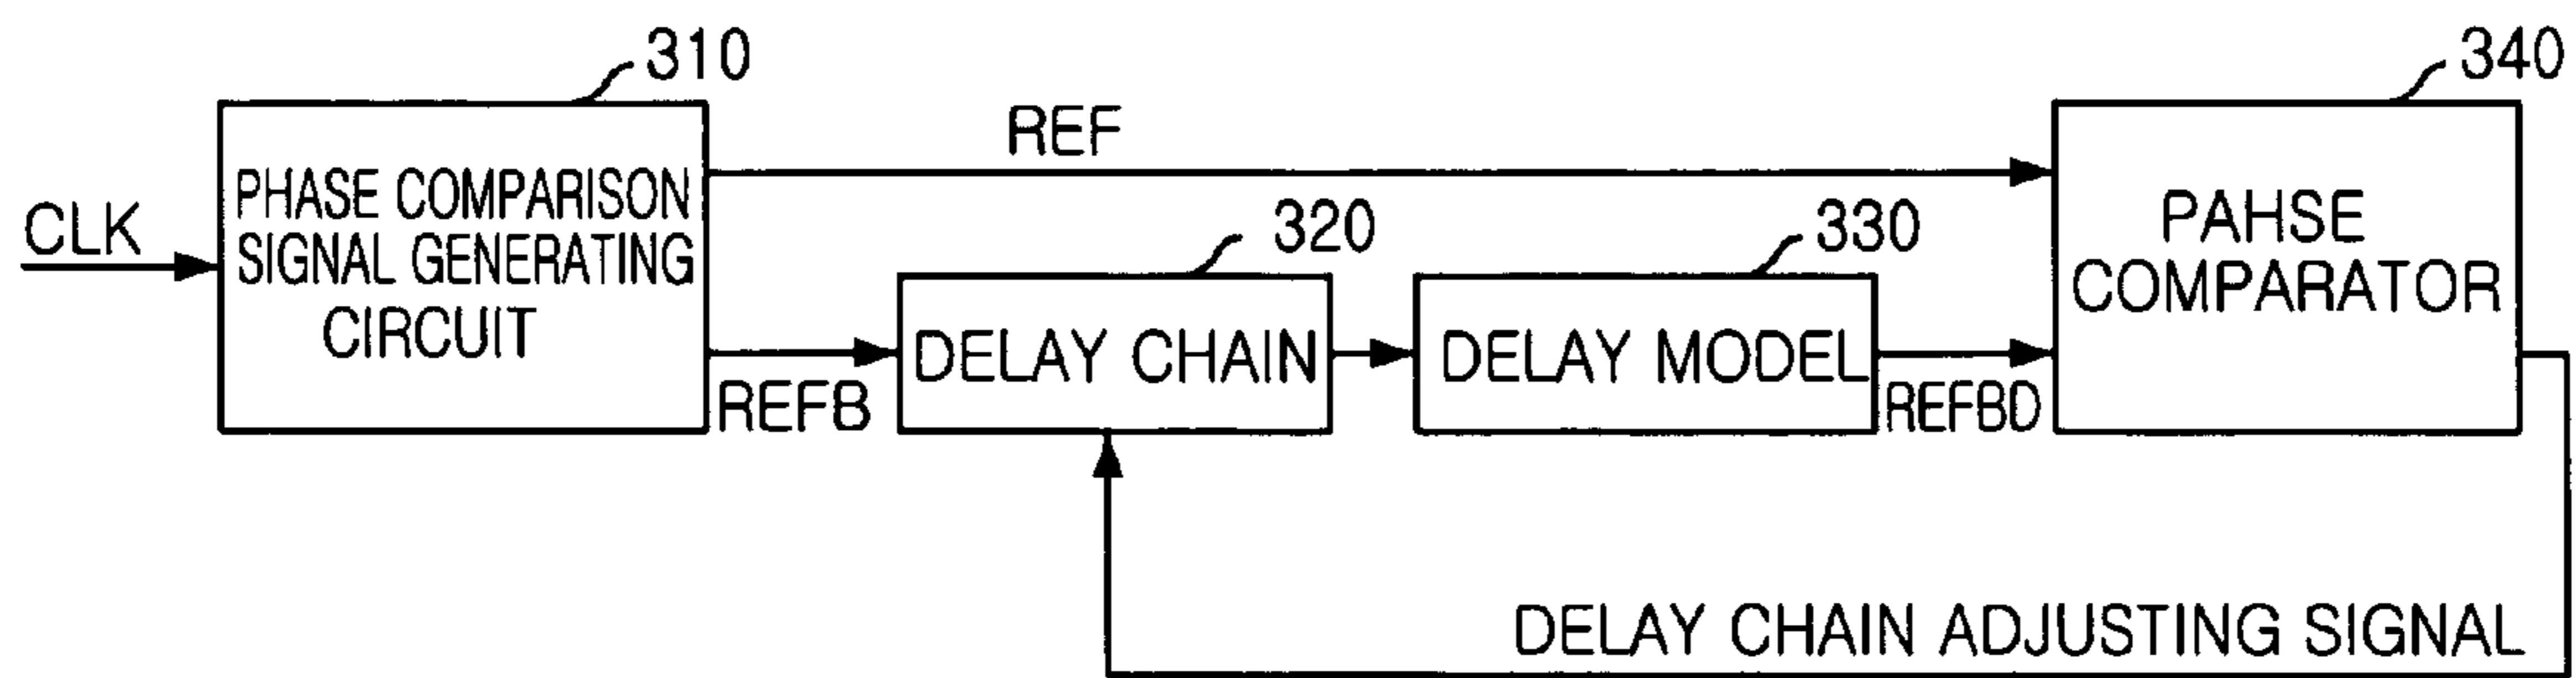 310
340
REF
PHASE COMPARISON
SIGNAL GENERATING
CIRCUIT
CLK
320
330
PAHSE
COMPARATOR
DELAY CHAIN
DELAY MODEL
REFB
REFBD
DELAY CHAIN ADJUSTING SIGNAL